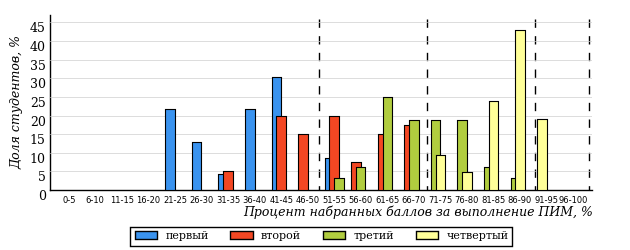 Доля студентов, %
45
40
35
30
25
20
15
10
5
0
0-5 6-10 11-15 16-20 21-25 26-30 31-35 36-40 41-45 46-50 51-55 56-60 61-65 66-70 71-75 76-80 81-85 86-90 91-95 96-100
Процент набранных баллов за выполнение ПИМ, %
первый второй третий четвертый